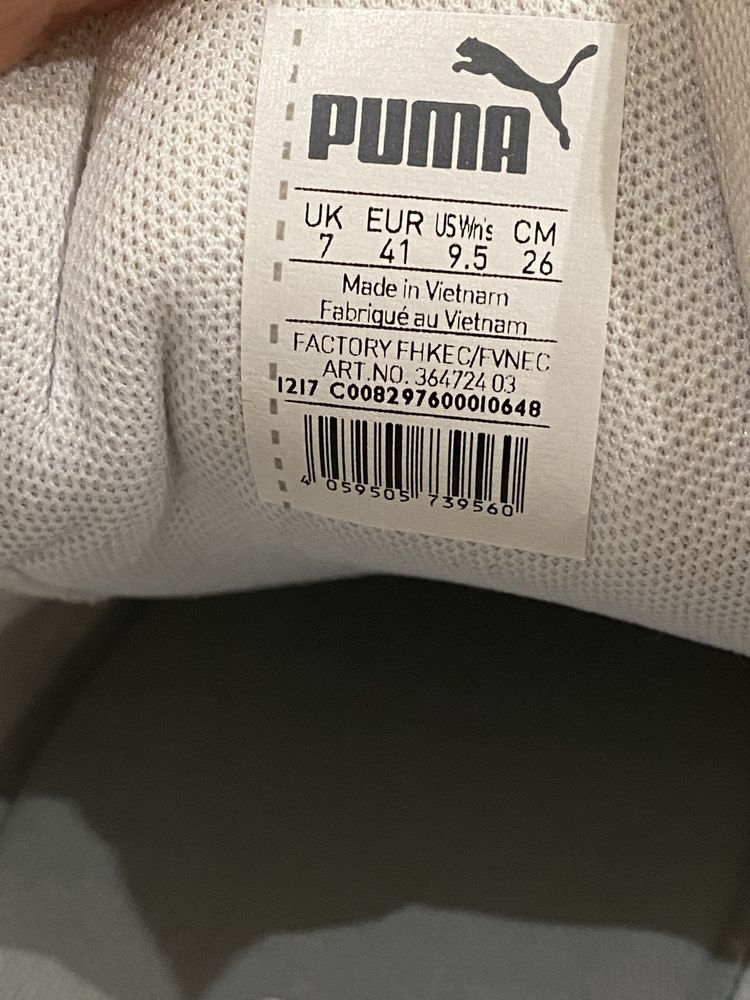 PUMA
UK EUR US Wn's CM
7 41 9.5 26
Made in Vietnam
Fabriqué au Vietnam
FACTORY FHKEC/FVNEC
ART.NO. 364724 03
1217 C008297600010648
4 059505 739560